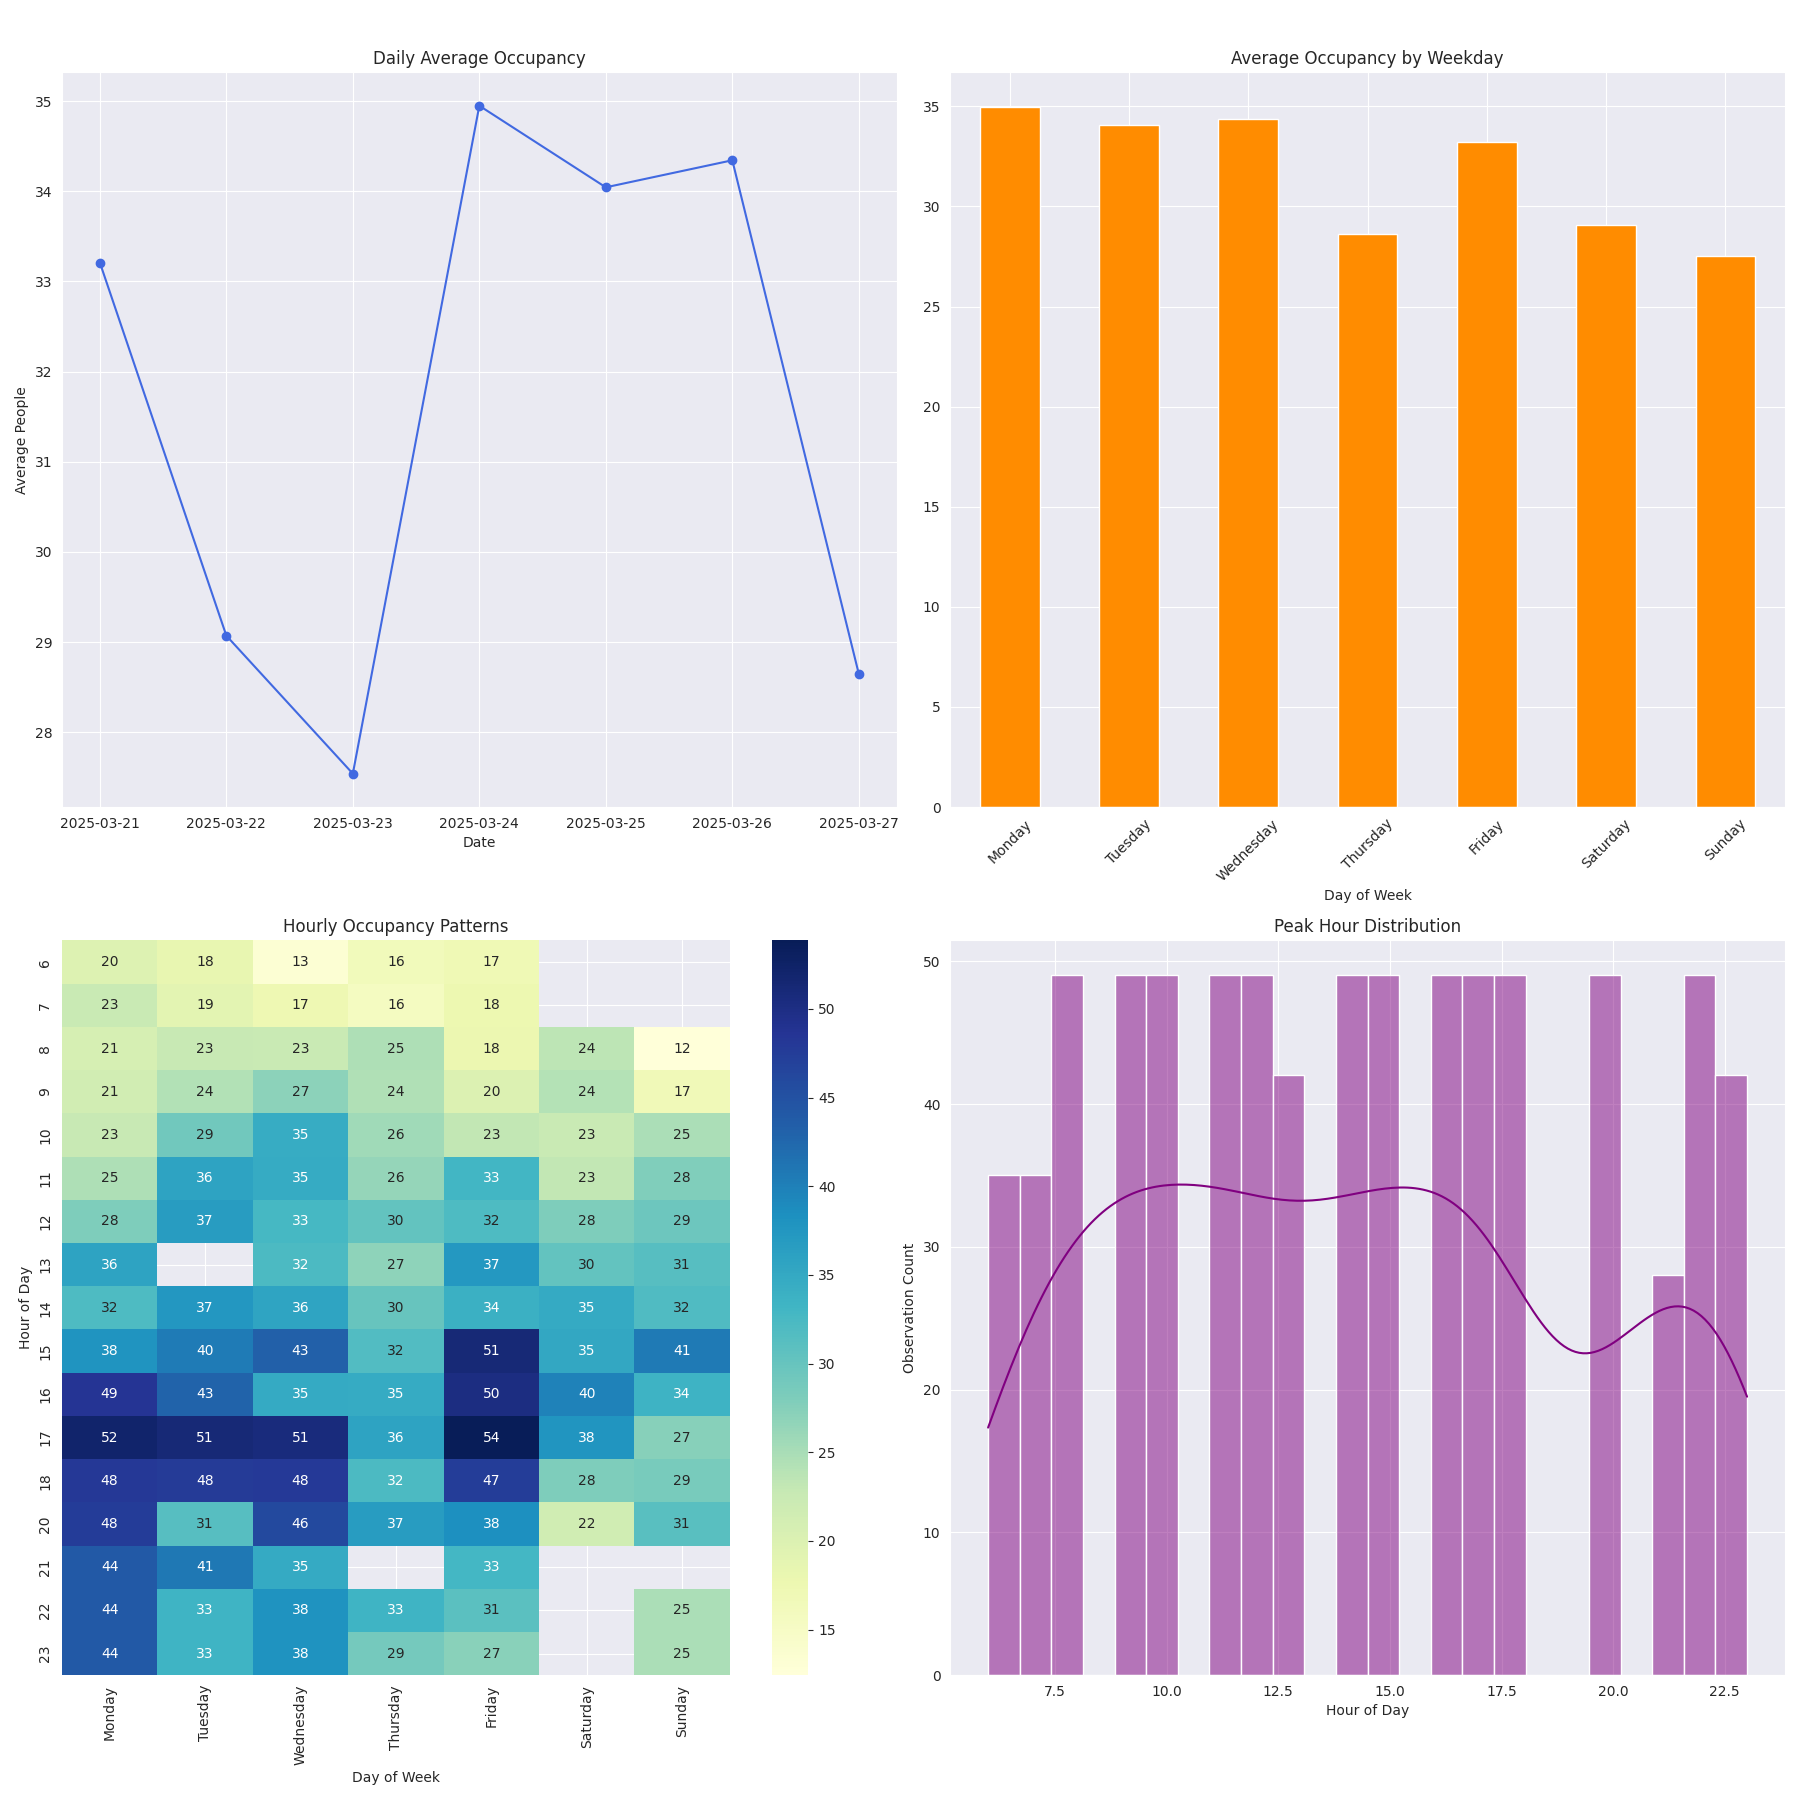 Daily Average Occupancy
35
34
33
32
31
30
29
28
Average People
2025-03-21 2025-03-22 2025-03-23 2025-03-24 2025-03-25 2025-03-26 2025-03-27
Date
Average Occupancy by Weekday
35
30
25
20
15
10
5
0
Monday Tuesday Wednesday Thursday Friday Saturday Sunday
Day of Week
Hourly Occupancy Patterns
6 20 18 13 16 17
7 23 19 17 16 18
8 21 23 23 25 18 24 12
9 21 24 27 24 20 24 17
10 23 29 35 26 23 23 25
11 25 36 35 26 33 23 28
12 28 37 33 30 32 28 29
13 36 32 27 37 30 31
14 32 37 36 30 34 35 32
15 38 40 43 32 51 35 41
16 49 43 35 35 50 40 34
17 52 51 51 36 54 38 27
18 48 48 48 32 47 28 29
20 48 31 46 37 38 22 31
21 44 41 35 33
22 44 33 38 33 31 25
23 44 33 38 29 27 25
Hour of Day
Monday Tuesday Wednesday Thursday Friday Saturday Sunday
Day of Week
50
45
40
35
30
25
20
15
Peak Hour Distribution
50
40
30
20
10
0
Observation Count
7.5 10.0 12.5 15.0 17.5 20.0 22.5
Hour of Day